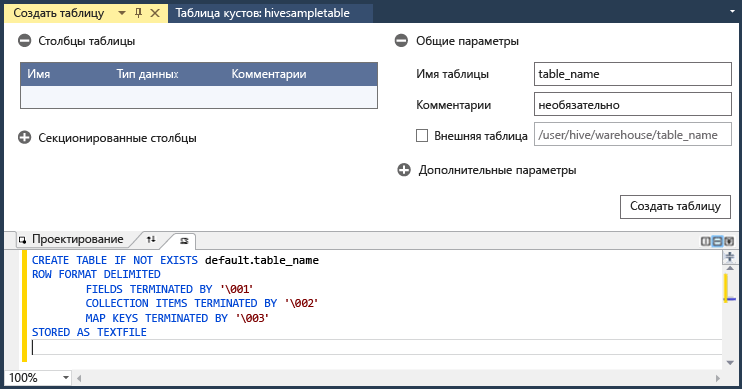 Создать таблицу
Таблица кустов: hivesampletable
Столбцы таблицы
Имя Тип данных Комментарии
Секционированные столбцы
Общие параметры
Имя таблицы table_name
Комментарии необязательно
Внешняя таблица /user/hive/warehouse/table_name
Дополнительные параметры
Создать таблицу
Проектирование
CREATE TABLE IF NOT EXISTS default.table_name
ROW FORMAT DELIMITED
FIELDS TERMINATED BY '\001'
COLLECTION ITEMS TERMINATED BY '\002'
MAP KEYS TERMINATED BY '\003'
STORED AS TEXTFILE
100%